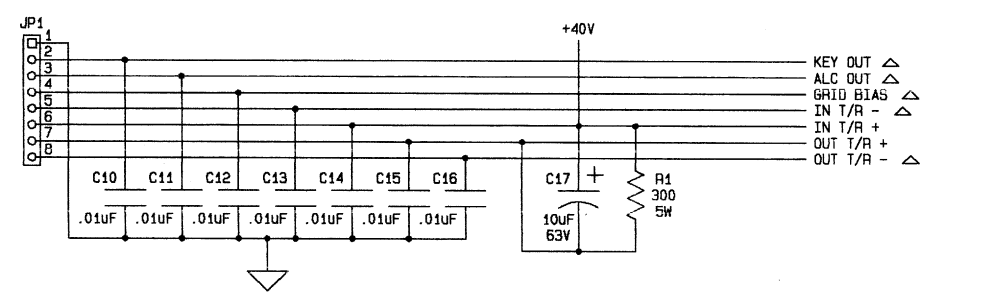 JP1
+40V
1
2
3
4
5
6
7
8
KEY OUT
ALC OUT
GRID BIAS
IN T/R -
IN T/R +
OUT T/R +
OUT T/R -
C10 C11 C12 C13 C14 C15 C16 C17 + R1
.01uF .01uF .01uF .01uF .01uF .01uF .01uF 10uF 300
63V 5W